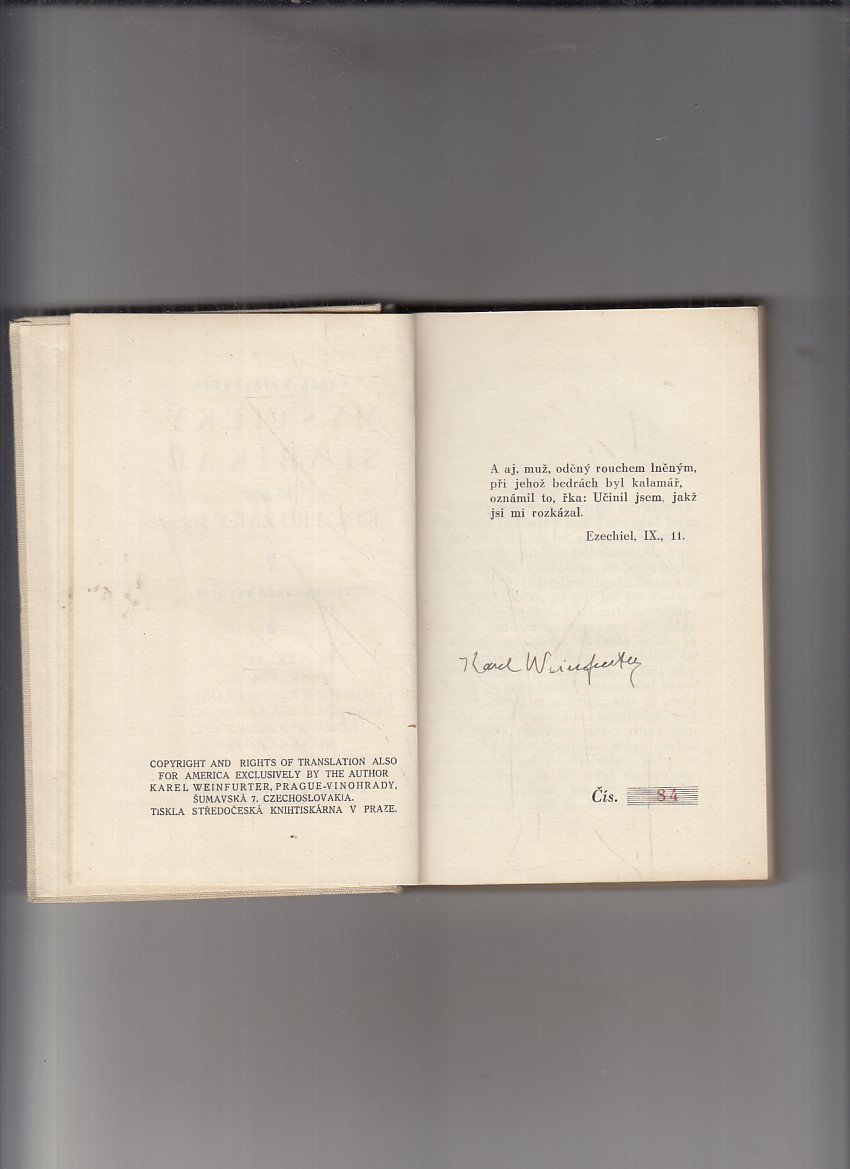 COPYRIGHT AND RIGHTS OF TRANSLATION ALSO
FOR AMERICA EXCLUSIVELY BY THE AUTHOR
KAREL WEINFURTER, PRAGUE-VINOHRADY,
ŠUMAVSKÁ 7. CZECHOSLOVAKIA.
TISKLA STŘEDOČESKÁ KNIHTISKÁRNA V PRAZE.
A aj, muž, oděný rouchem lněným,
při jehož bedrách byl kalamář,
oznámil to, řka: Učinil jsem, jakž
jsi mi rozkázal.
Ezechiel, IX., 11.
Karel Weinfurter
Čís. 84